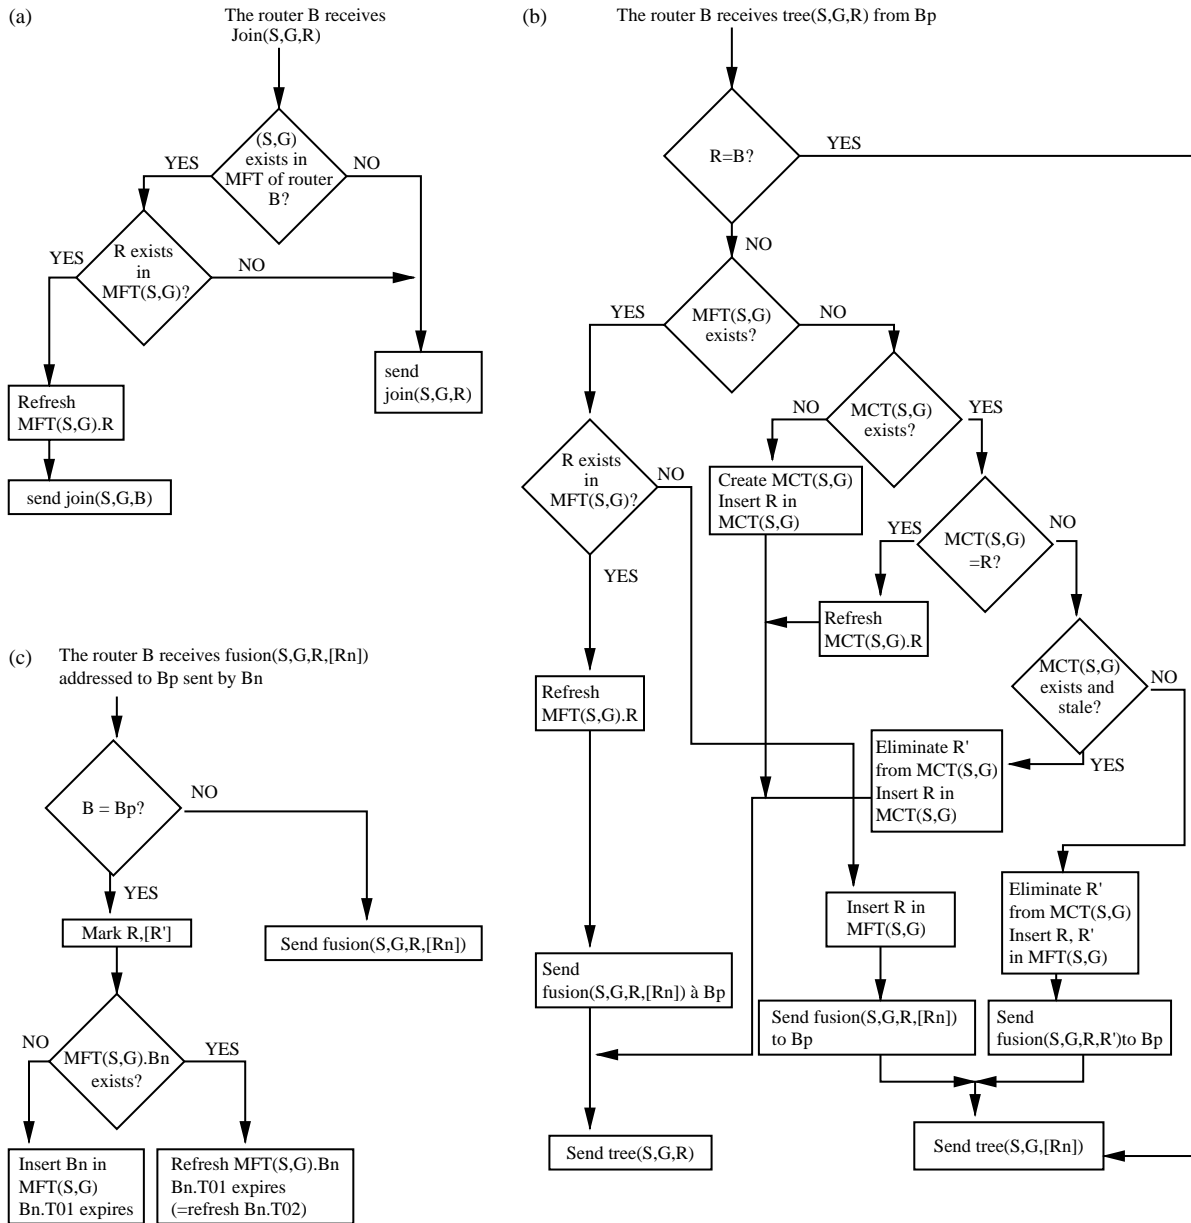 (a)
The router B receives
Join(S,G,R)
(S,G)
exists in
MFT of router
B?
YES
NO
R exists
in
MFT(S,G)?
YES
NO
send
join(S,G,R)
Refresh
MFT(S,G).R
send join(S,G,B)
(b)
The router B receives tree(S,G,R) from Bp
R=B?
YES
NO
MFT(S,G)
exists?
YES
NO
MCT(S,G)
exists?
NO
YES
R exists
in
MFT(S,G)?
NO
YES
Create MCT(S,G)
Insert R in
MCT(S,G)
MCT(S,G)
=R?
YES
NO
Refresh
MCT(S,G).R
MCT(S,G)
exists and
stale?
NO
YES
Refresh
MFT(S,G).R
Eliminate R'
from MCT(S,G)
Insert R in
MCT(S,G)
Insert R in
MFT(S,G)
Eliminate R'
from MCT(S,G)
Insert R, R'
in MFT(S,G)
Send
fusion(S,G,R,[Rn]) à Bp
Send fusion(S,G,R,[Rn])
to Bp
Send
fusion(S,G,R,R')to Bp
Send tree(S,G,R)
Send tree(S,G,[Rn])
(c)
The router B receives fusion(S,G,R,[Rn])
addressed to Bp sent by Bn
B = Bp?
NO
YES
Mark R,[R']
Send fusion(S,G,R,[Rn])
MFT(S,G).Bn
exists?
NO
YES
Insert Bn in
MFT(S,G)
Bn.T01 expires
Refresh MFT(S,G).Bn
Bn.T01 expires
(=refresh Bn.T02)